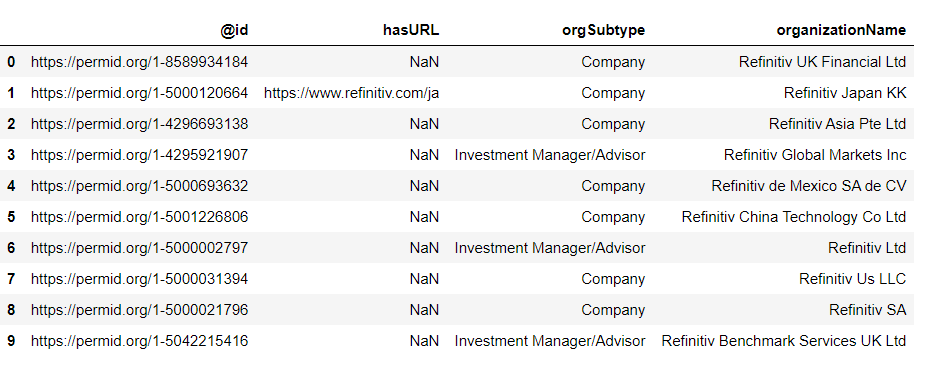 @id hasURL orgSubtype organizationName
0 https://permid.org/1-8589934184 NaN Company Refinitiv UK Financial Ltd
1 https://permid.org/1-5000120664 https://www.refinitiv.com/ja Company Refinitiv Japan KK
2 https://permid.org/1-4296693138 NaN Company Refinitiv Asia Pte Ltd
3 https://permid.org/1-4295921907 NaN Investment Manager/Advisor Refinitiv Global Markets Inc
4 https://permid.org/1-5000693632 NaN Company Refinitiv de Mexico SA de CV
5 https://permid.org/1-5001226806 NaN Company Refinitiv China Technology Co Ltd
6 https://permid.org/1-5000002797 NaN Investment Manager/Advisor Refinitiv Ltd
7 https://permid.org/1-5000031394 NaN Company Refinitiv Us LLC
8 https://permid.org/1-5000021796 NaN Company Refinitiv SA
9 https://permid.org/1-5042215416 NaN Investment Manager/Advisor Refinitiv Benchmark Services UK Ltd